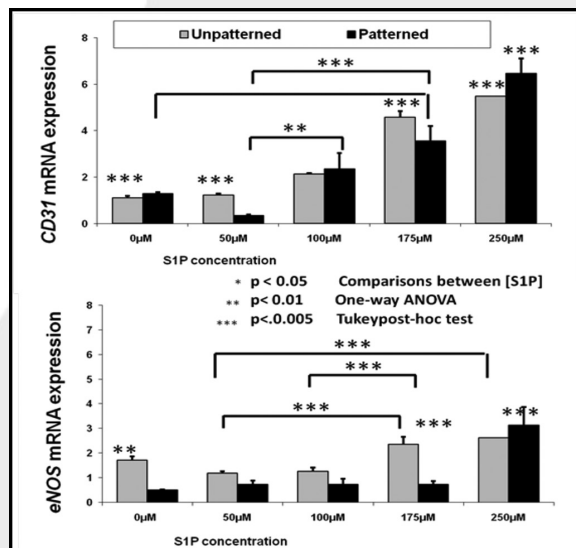 Unpatterned Patterned
CD31 mRNA expression
8
6
4
2
0
***
***
**
***
***
***
***
0µM 50µM 100µM 175µM 250µM
S1P concentration
* p < 0.05 Comparisons between [S1P]
** p< 0.01 One-way ANOVA
*** p<.0.005 Tukeypost-hoc test
eNOS mRNA expression
8
7
6
5
4
3
2
1
0
***
***
***
***
***
**
0µM 50µM 100µM 175µM 250µM
S1P concentration